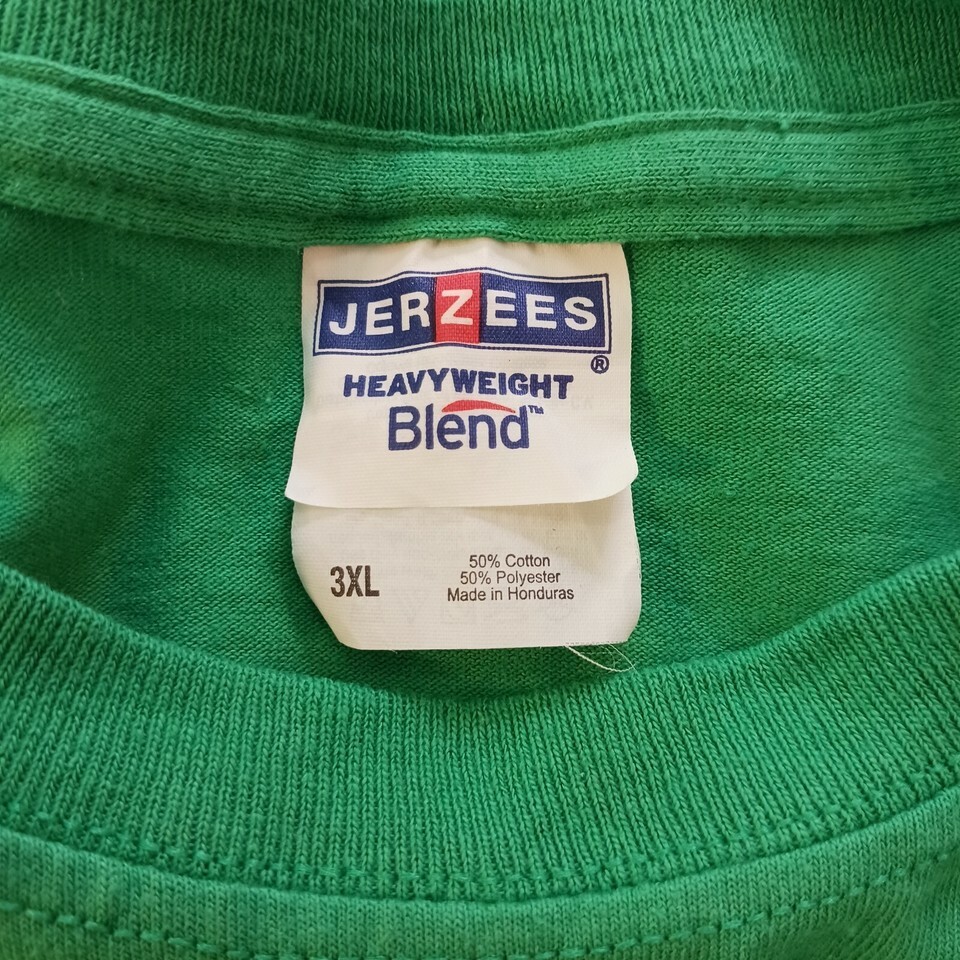 JERZEES
®
HEAVYWEIGHT
Blend™
3XL
50% Cotton
50% Polyester
Made in Honduras